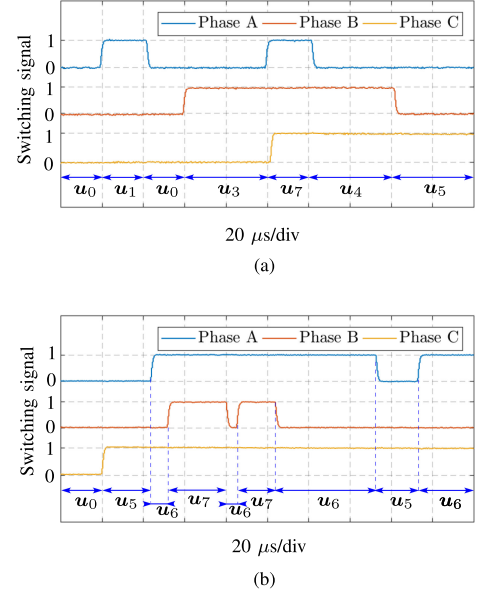 Phase A Phase B Phase C
Switching signal
1
0
1
0
1
0
u0 u1 u0 u3 u7 u4 u5
20 μs/div
(a)
Phase A Phase B Phase C
Switching signal
1
0
1
0
1
0
u0 u5 u6 u7 u6 u7 u6 u5 u6
20 μs/div
(b)